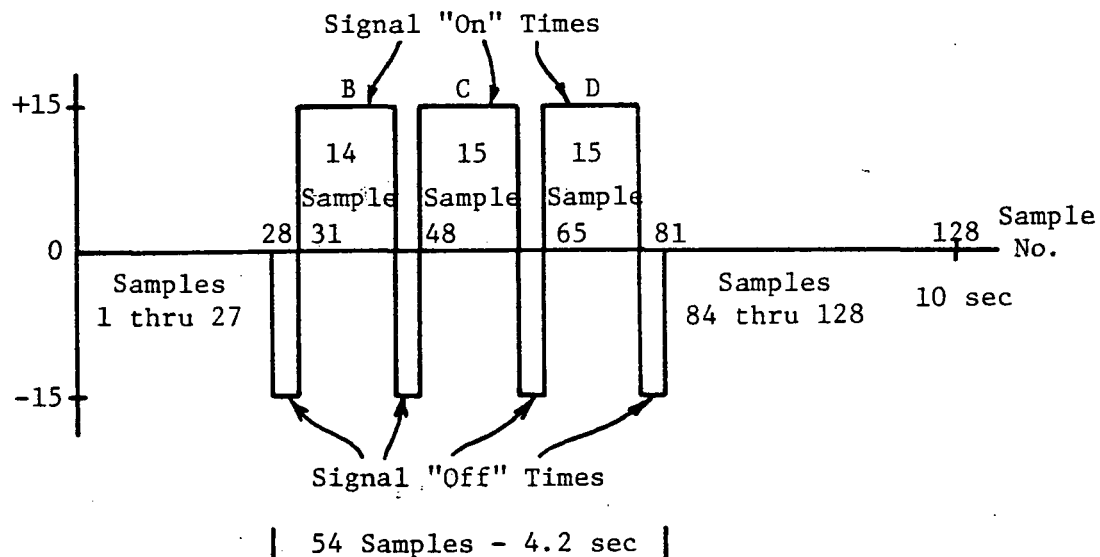 Signal "On" Times
B C D
+15
14 15 15
Sample Sample Sample
28 31 48 65 81 128 Sample No.
0
Samples 1 thru 27
Samples 84 thru 128
10 sec
-15
Signal "Off" Times
54 Samples - 4.2 sec